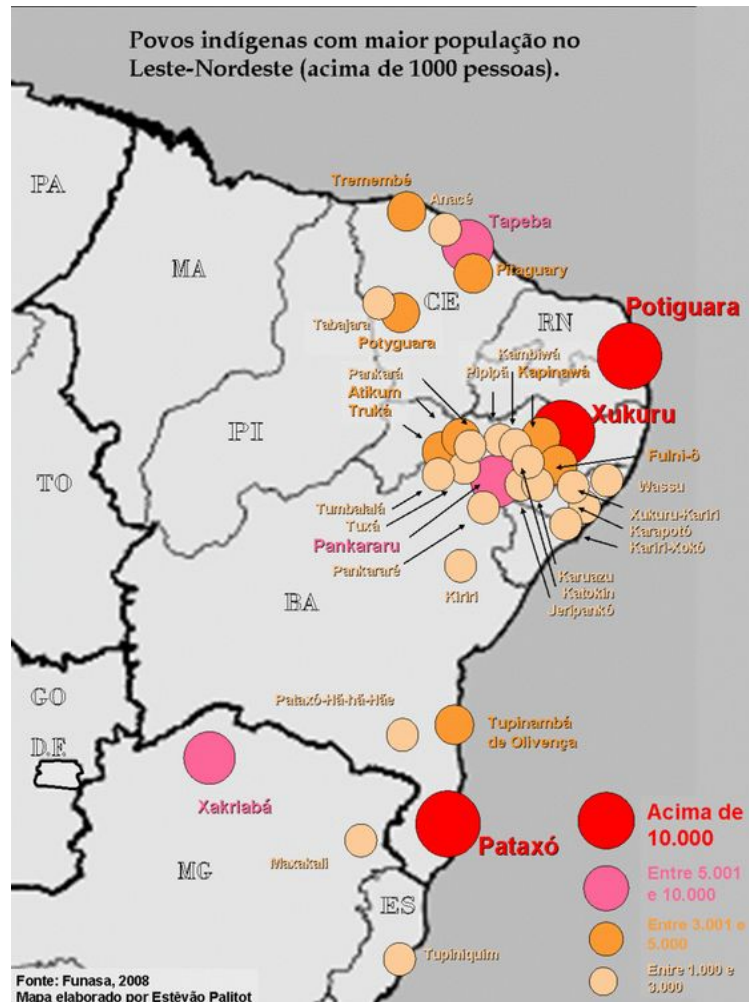 Povos indígenas com maior população no
Leste-Nordeste (acima de 1000 pessoas).
PA
MA
Tremembé
Anacé
Tapeba
Pitaguary
CE
RN
Potiguara
Tabajara
Potyguara
Kambiwá
Pankará
Pipipã
Kapinawá
Atikum
Truká
Xukuru
PI
TO
Fulni-ô
Wassu
Tumbalalá
Tuxá
Xukuru-Kariri
Karapotó
Pankararu
Kariri-Xokó
Pankararé
Karuazu
Kiriri
Katokin
Jeripankó
BA
GO
Pataxó-Hã-hã-Hãe
Tupinambá
de Olivença
D.F.
Xakriabá
Acima de
10.000
Pataxó
Maxakali
MG
Entre 5.001
e 10.000
ES
Entre 3.001 e
5.000
Tupiniquim
Entre 1.000 e
3.000
Fonte: Funasa, 2008
Mapa elaborado por Estêvão Palitot